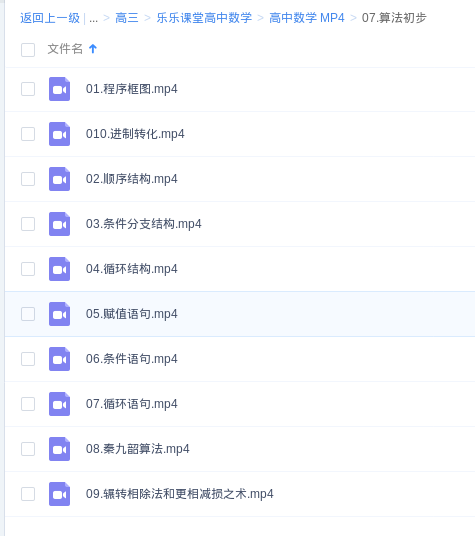 返回上一级 | ... > 高三 > 乐乐课堂高中数学 > 高中数学 MP4 > 07.算法初步
文件名
01.程序框图.mp4
010.进制转化.mp4
02.顺序结构.mp4
03.条件分支结构.mp4
04.循环结构.mp4
05.赋值语句.mp4
06.条件语句.mp4
07.循环语句.mp4
08.秦九韶算法.mp4
09.辗转相除法和更相减损之术.mp4